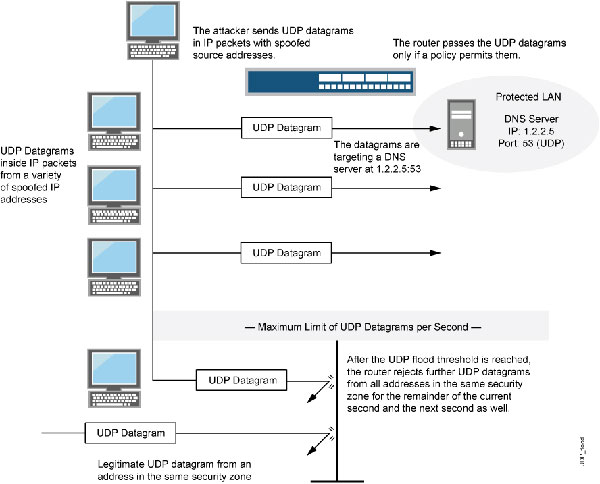 The attacker sends UDP datagrams
in IP packets with spoofed
source addresses.
The router passes the UDP datagrams
only if a policy permits them.
Protected LAN
DNS Server
IP: 1.2.2.5
Port: 53 (UDP)
UDP Datagram
The datagrams are
targeting a DNS
server at 1.2.2.5:53
UDP Datagrams
inside IP packets
from a variety
of spoofed IP
addresses
UDP Datagram
UDP Datagram
— Maximum Limit of UDP Datagrams per Second —
After the UDP flood threshold is reached,
the router rejects further UDP datagrams
from all addresses in the same security
zone for the remainder of the current
second and the next second as well.
UDP Datagram
UDP Datagram
Legitimate UDP datagram from an
address in the same security zone